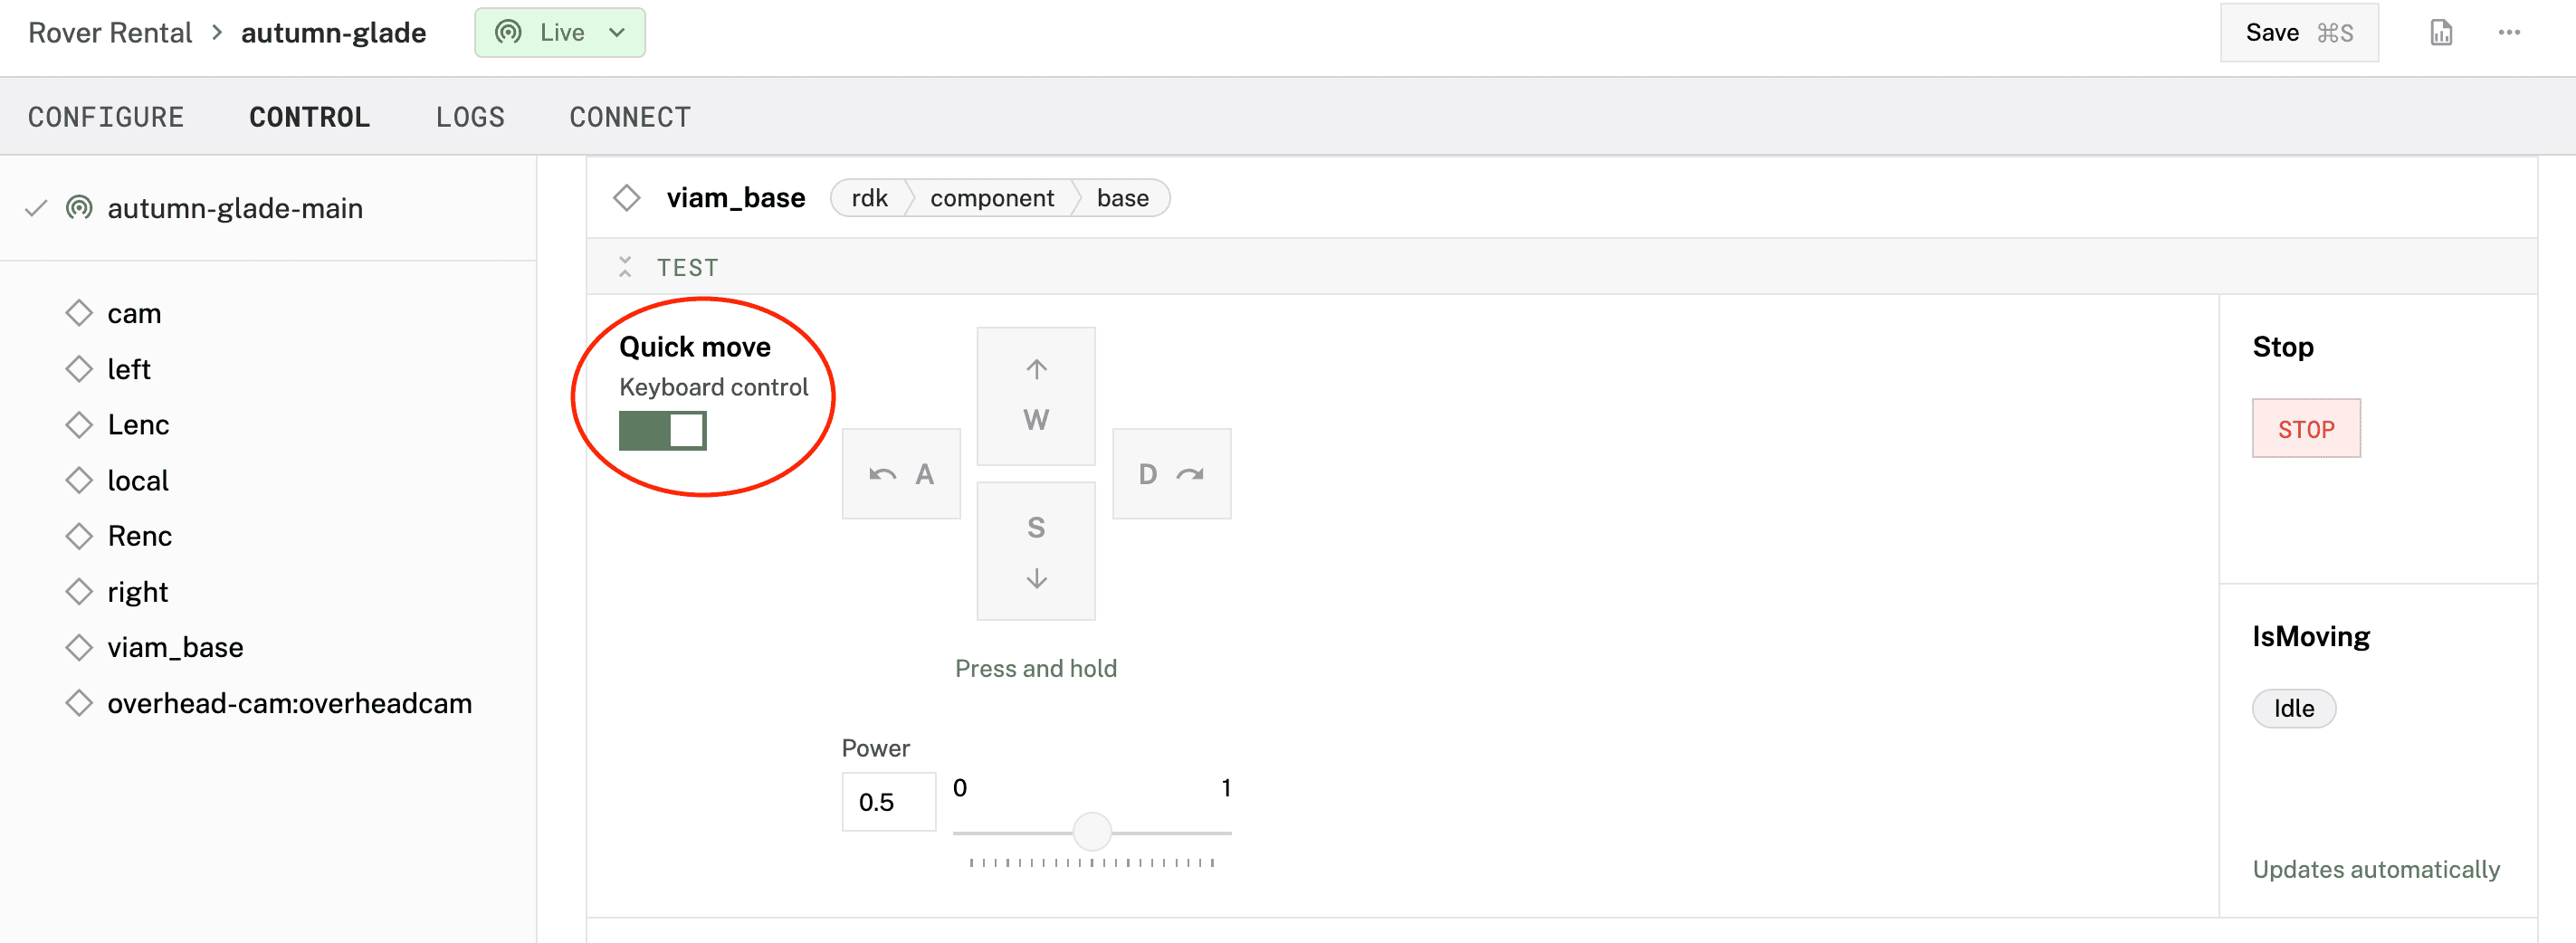 Rover Rental > autumn-glade Live
Save ⌘S
CONFIGURE CONTROL LOGS CONNECT
autumn-glade-main
cam
left
Lenc
local
Renc
right
viam_base
overhead-cam:overheadcam
viam_base rdk component base
TEST
Quick move
Keyboard control
W
A
D
S
Press and hold
Power
0.5
0 1
Stop
STOP
IsMoving
Idle
Updates automatically